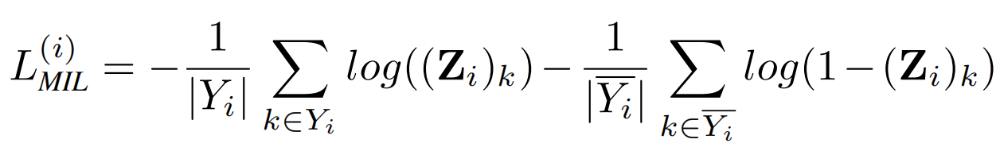 $L_{MIL}^{(i)} = -\frac{1}{|Y_i|} \sum_{k \in Y_i} log((\mathbf{Z}_i)_k) - \frac{1}{|\overline{Y_i}|} \sum_{k \in \overline{Y_i}} log(1 - (\mathbf{Z}_i)_k)$